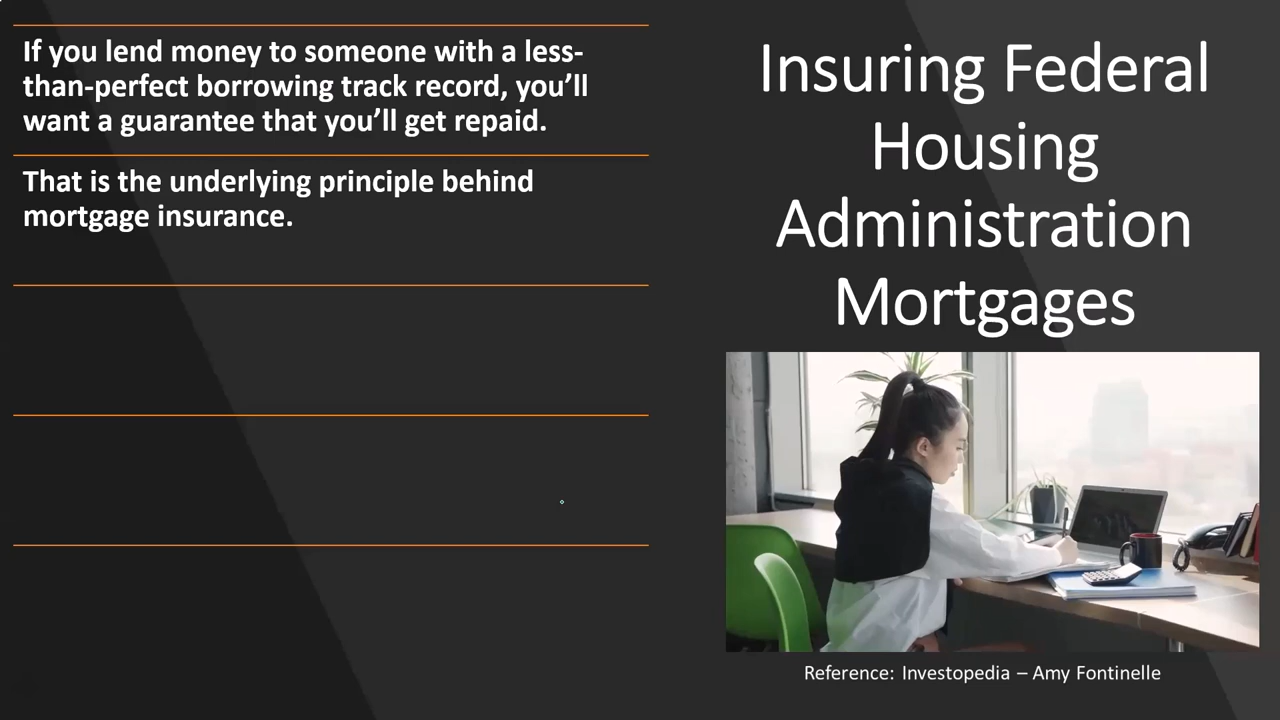 If you lend money to someone with a less-
than-perfect borrowing track record, you’ll
want a guarantee that you’ll get repaid.
That is the underlying principle behind
mortgage insurance.
Insuring Federal
Housing
Administration
Mortgages
Reference: Investopedia – Amy Fontinelle